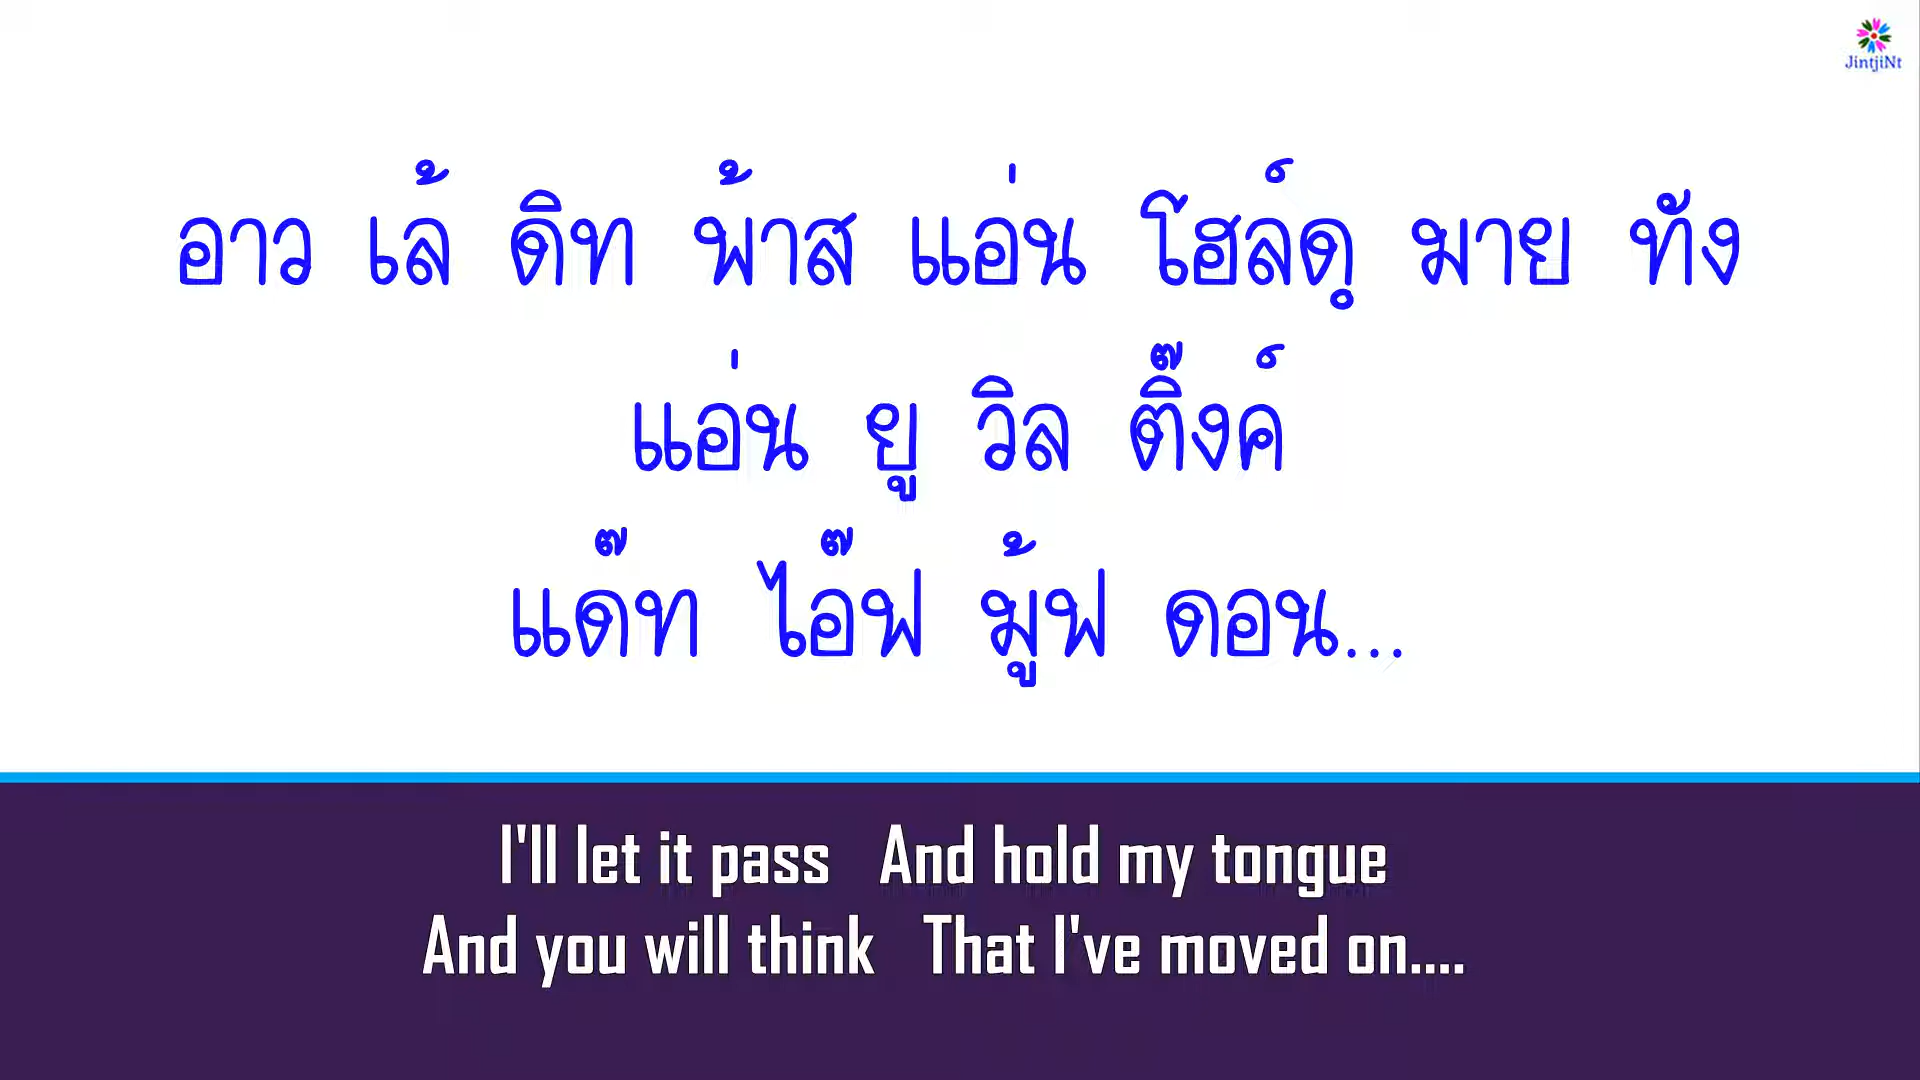 JintjiNt
อาว เล้ ดิท พ้าส แอ่น โฮล์ดฺ มาย ทัง
แอ่น ยู วิล ติ๊งค์
แด๊ท ไอ๊ฟ มู้ฟ ดอน...
I'll let it pass And hold my tongue
And you will think That I've moved on....